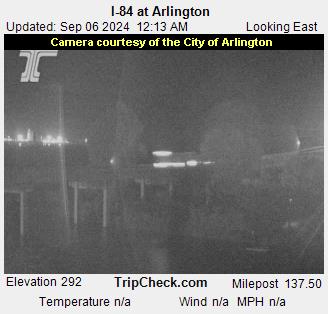 I-84 at Arlington
Updated: Sep 06 2024 12:13 AM Looking East
Camera courtesy of the City of Arlington
Elevation 292 TripCheck.com Milepost 137.50
Temperature n/a Wind n/a MPH n/a